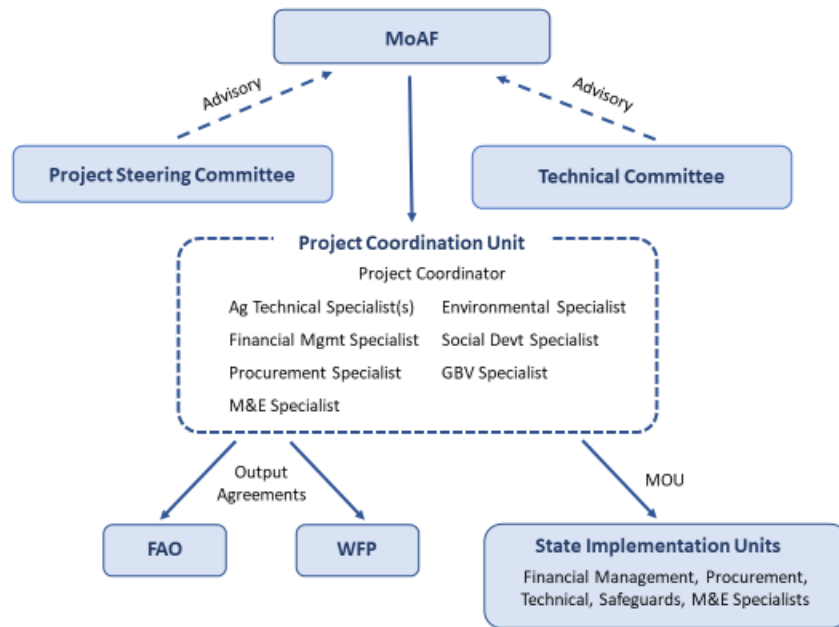 MoAF
Advisory
Advisory
Project Steering Committee
Technical Committee
Project Coordination Unit
Project Coordinator
Ag Technical Specialist(s)
Environmental Specialist
Financial Mgmt Specialist
Social Devt Specialist
Procurement Specialist
GBV Specialist
M&E Specialist
Output
Agreements
MOU
FAO
WFP
State Implementation Units
Financial Management, Procurement,
Technical, Safeguards, M&E Specialists